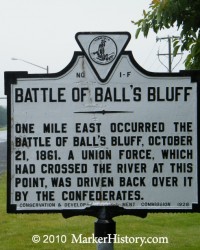 NO I-F
BATTLE OF BALL'S BLUFF
ONE MILE EAST OCCURRED THE
BATTLE OF BALL'S BLUFF, OCTOBER
21, 1861. A UNION FORCE, WHICH
HAD CROSSED THE RIVER AT THIS
POINT, WAS DRIVEN BACK OVER IT
BY THE CONFEDERATES.
CONSERVATION & DEVELOPMENT COMMISSION 1928
© 2010 MarkerHistory.com